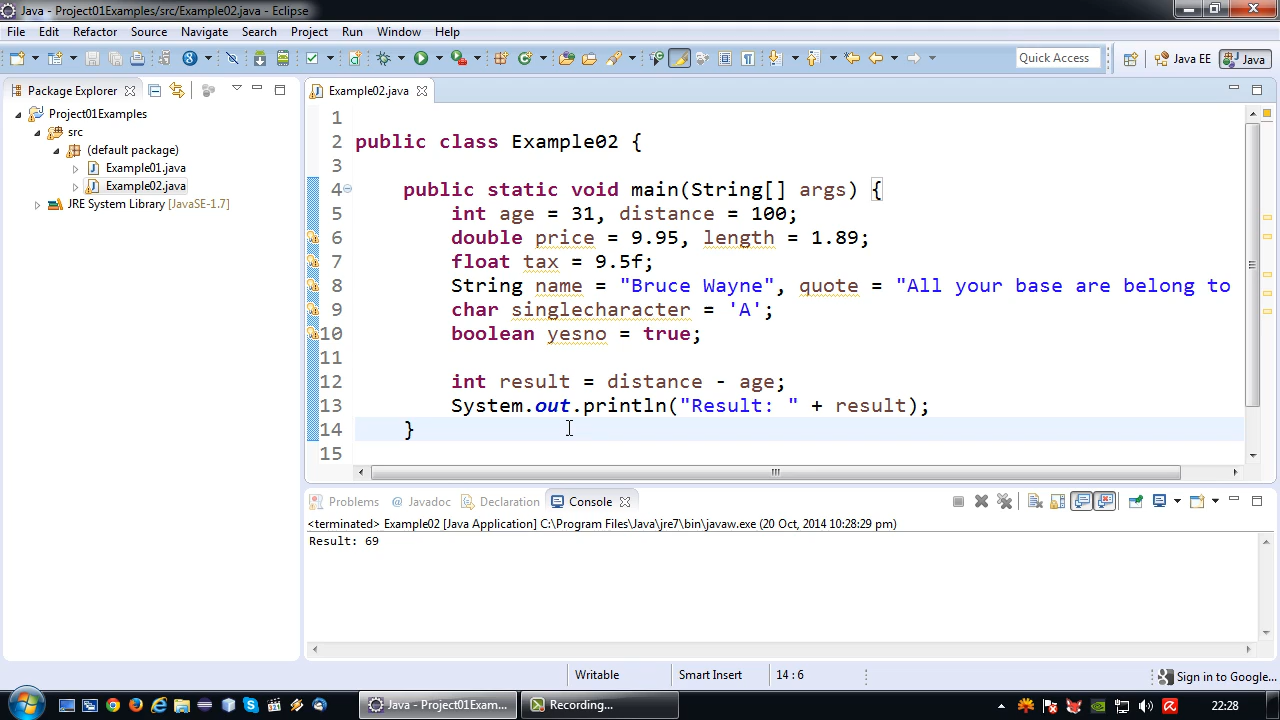 Java - Project01Examples/src/Example02.java - Eclipse
File Edit Refactor Source Navigate Search Project Run Window Help
Quick Access Java EE Java
Package Explorer
Project01Examples
src
(default package)
Example01.java
Example02.java
JRE System Library [JavaSE-1.7]
Example02.java
1
2 public class Example02 {
3
4 public static void main(String[] args) {
5 int age = 31, distance = 100;
6 double price = 9.95, length = 1.89;
7 float tax = 9.5f;
8 String name = "Bruce Wayne", quote = "All your base are belong to
9 char singlecharacter = 'A';
10 boolean yesno = true;
11
12 int result = distance - age;
13 System.out.println("Result: " + result);
14 }
15
Problems @ Javadoc Declaration Console
<terminated> Example02 [Java Application] C:\Program Files\Java\jre7\bin\javaw.exe (20 Oct, 2014 10:28:29 pm)
Result: 69
Writable Smart Insert 14 : 6 Sign in to Google...
Java - Project01Exam... Recording... 22:28